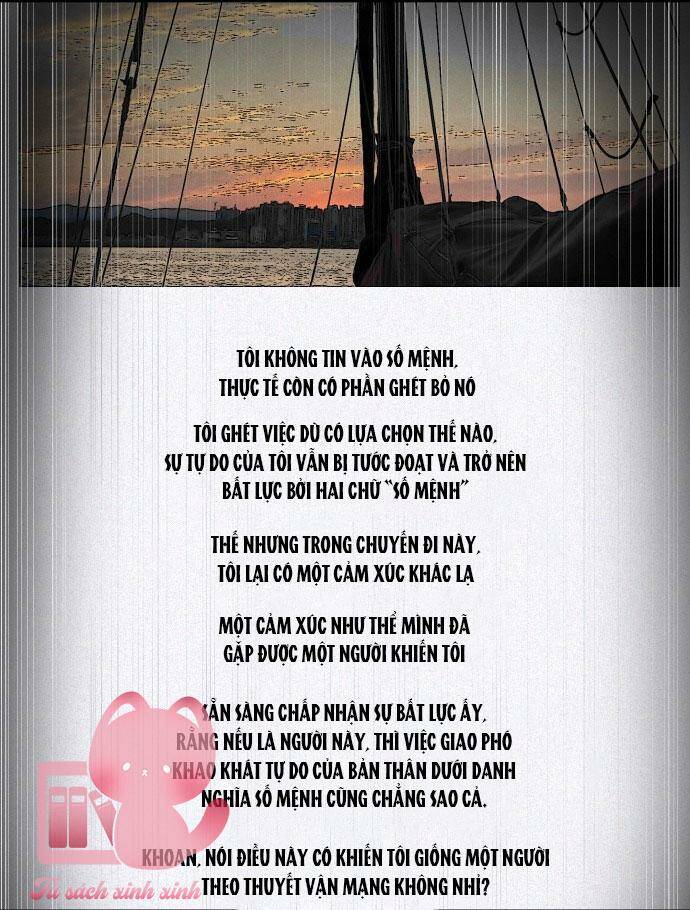 TÔI KHÔNG TIN VÀO SỐ MỆNH,
THỰC TẾ CÒN CÓ PHẦN GHÉT BỎ NÓ
TÔI GHÉT VIỆC DÙ CÓ LỰA CHỌN THẾ NÀO,
SỰ TỰ DO CỦA TÔI VẪN BỊ TƯỚC ĐOẠT VÀ TRỞ NÊN
BẤT LỰC BỞI HAI CHỮ "SỐ MỆNH"
THẾ NHƯNG TRONG CHUYẾN ĐI NÀY,
TÔI LẠI CÓ MỘT CẢM XÚC KHÁC LẠ
MỘT CẢM XÚC NHƯ THỂ MÌNH ĐÃ
GẶP ĐƯỢC MỘT NGƯỜI KHIẾN TÔI
SẴN SÀNG CHẤP NHẬN SỰ BẤT LỰC ẤY,
RẰNG NẾU LÀ NGƯỜI NÀY, THÌ VIỆC GIAO PHÓ
KHAO KHÁT TỰ DO CỦA BẢN THÂN DƯỚI DANH
NGHĨA SỐ MỆNH CŨNG CHẲNG SAO CẢ.
KHOAN, NÓI ĐIỀU NÀY CÓ KHIẾN TÔI GIỐNG MỘT NGƯỜI
THEO THUYẾT VẬN MẠNG KHÔNG NHỈ?
Tủ sách xinh xinh